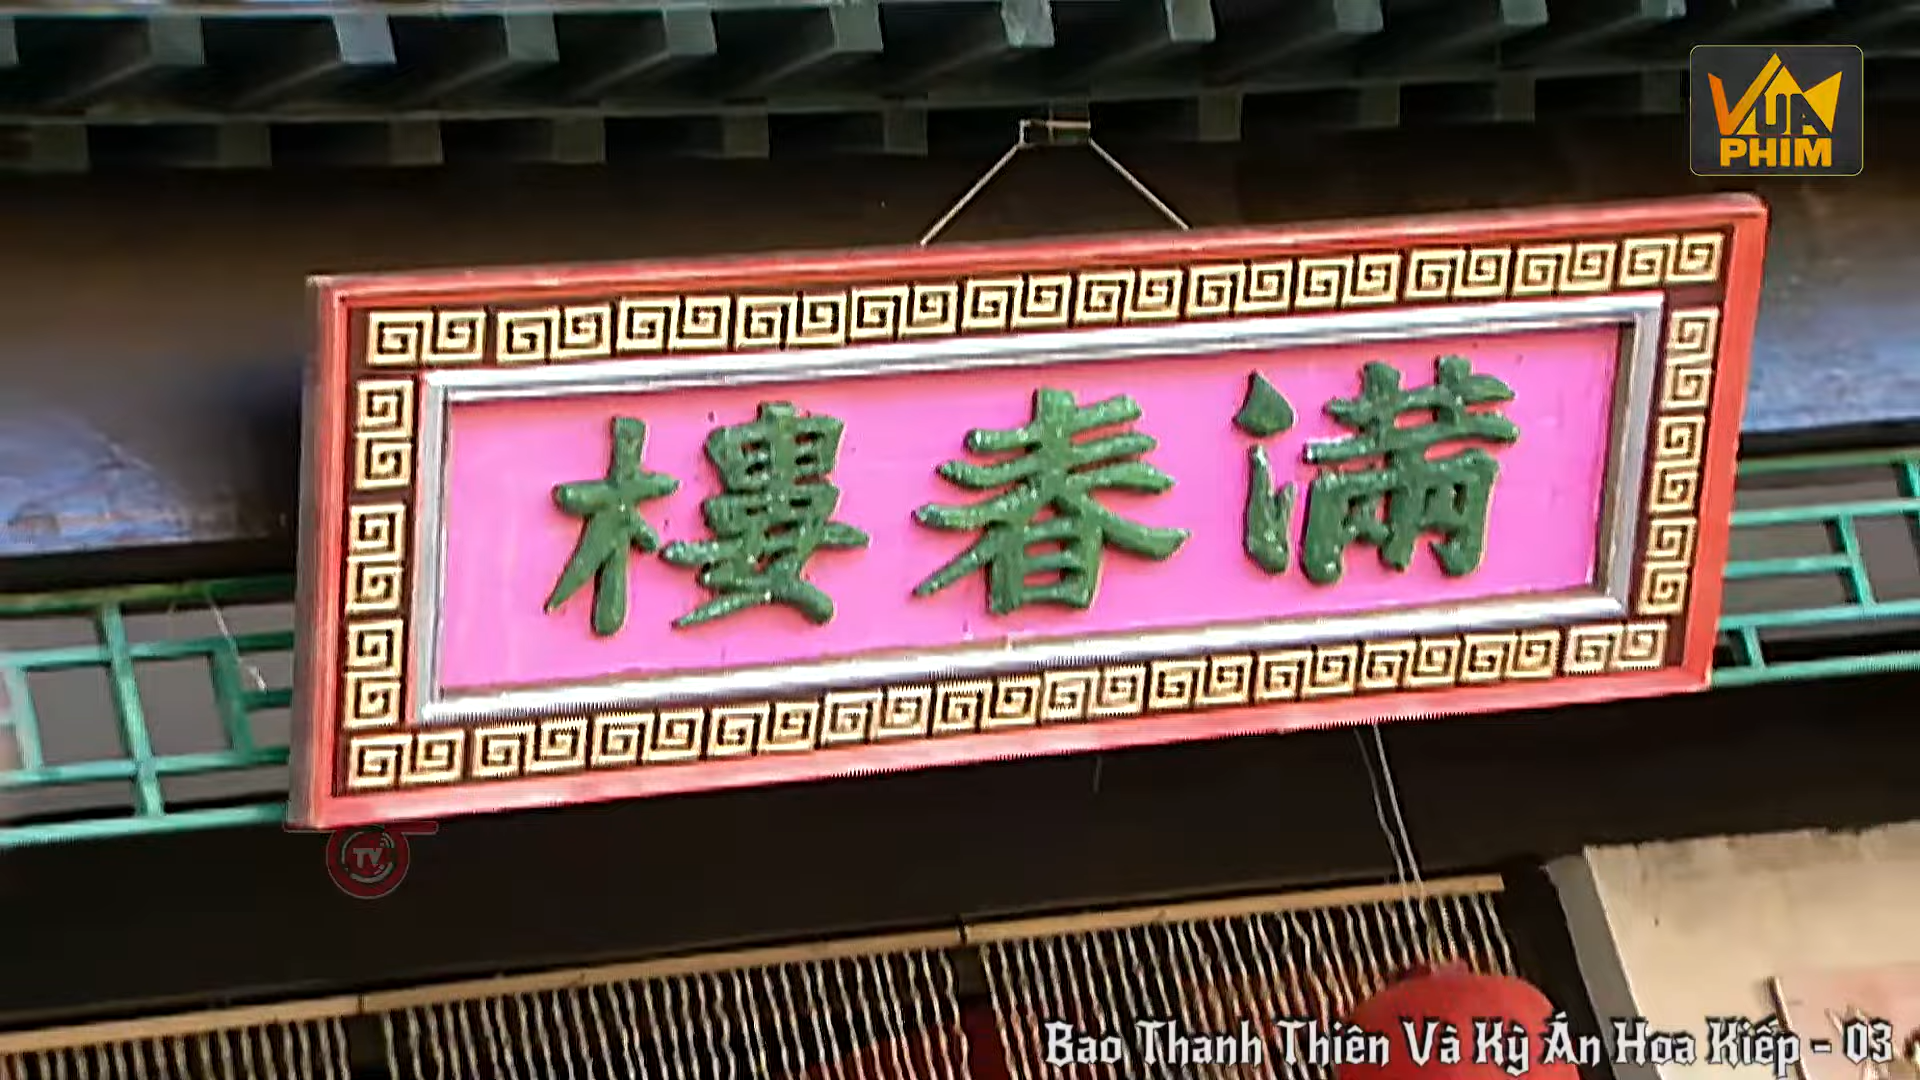 VUA
PHIM
滿春樓
TV
Bao Thanh Thiên Và Kỳ Án Hoa Kiếp - 03